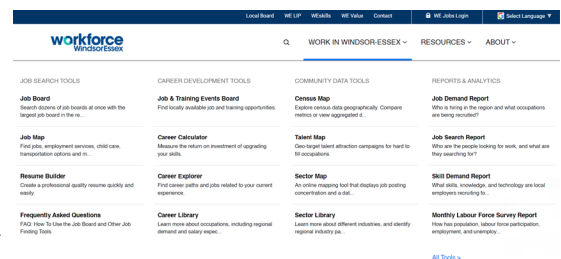 Local Board WE LIP WEskills WE Value Contact WE Jobs Login Select Language ▼
workforce
WindsorEssex
WORK IN WINDSOR-ESSEX RESOURCES ABOUT
JOB SEARCH TOOLS
Job Board
Search dozens of job boards at once with the
largest job board in the re...
Job Map
Find jobs, employment services, child care,
transportation options and m...
Resume Builder
Create a professional quality resume quickly and
easily.
Frequently Asked Questions
FAQ: How To Use the Job Board and Other Job
Finding Tools
CAREER DEVELOPMENT TOOLS
Job & Training Events Board
Find locally available job and training opportunities.
Career Calculator
Measure the return on investment of upgrading
your skills.
Career Explorer
Find career paths and jobs related to your current
experience.
Career Library
Learn more about occupations, including regional
demand and salary expec...
COMMUNITY DATA TOOLS
Census Map
Explore census data geographically. Compare
metrics or view aggregated d...
Talent Map
Geo-target talent attraction campaigns for hard to
fill occupations.
Sector Map
An online mapping tool that displays job posting
concentration and a dat...
Sector Library
Learn more about different industries, and identify
regional industry pa...
REPORTS & ANALYTICS
Job Demand Report
Who is hiring in the region and what occupations
are being recruited?
Job Search Report
Who are the people looking for work, and what are
they searching for?
Skill Demand Report
What skills, knowledge, and technology are local
employers recruiting fo...
Monthly Labour Force Survey Report
How has population, labour force participation,
employment, and unemploy...
All Tools >